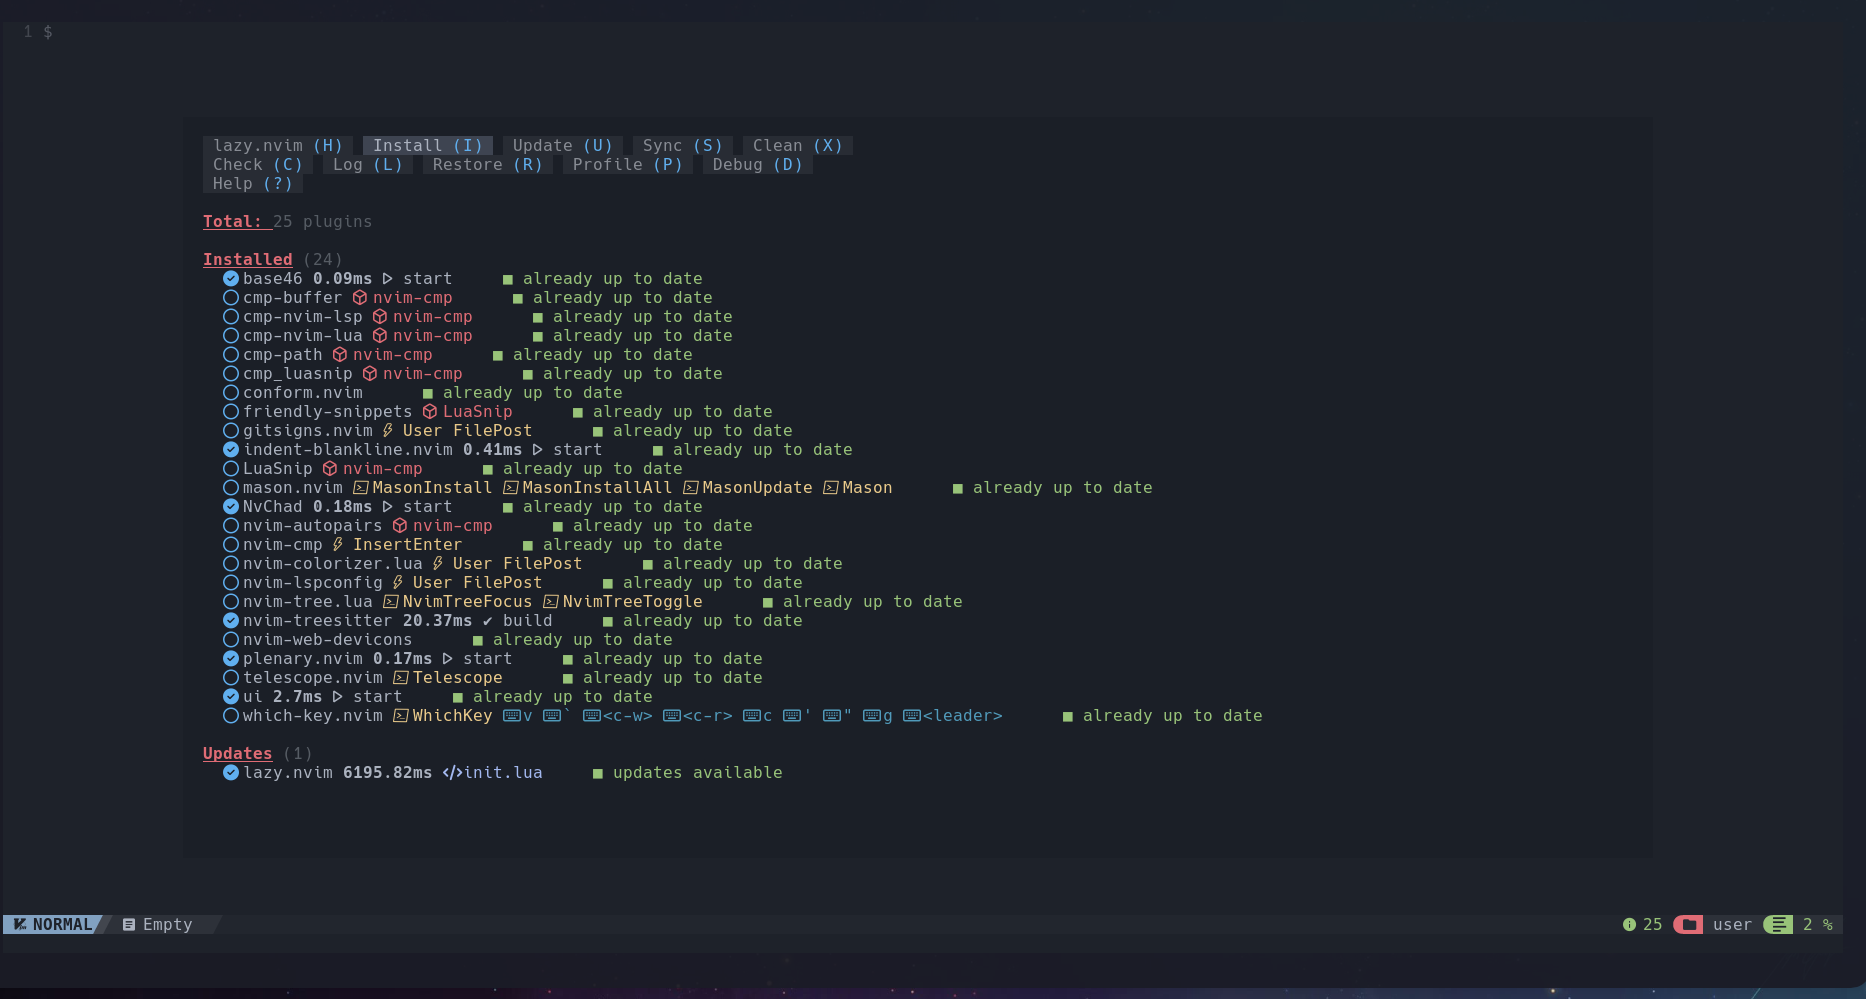 1 $
lazy.nvim (H) Install (I) Update (U) Sync (S) Clean (X)
Check (C) Log (L) Restore (R) Profile (P) Debug (D)
Help (?)
Total: 25 plugins
Installed (24)
base46 0.09ms start ■ already up to date
cmp-buffer nvim-cmp ■ already up to date
cmp-nvim-lsp nvim-cmp ■ already up to date
cmp-nvim-lua nvim-cmp ■ already up to date
cmp-path nvim-cmp ■ already up to date
cmp_luasnip nvim-cmp ■ already up to date
conform.nvim ■ already up to date
friendly-snippets LuaSnip ■ already up to date
gitsigns.nvim User FilePost ■ already up to date
indent-blankline.nvim 0.41ms start ■ already up to date
LuaSnip nvim-cmp ■ already up to date
mason.nvim MasonInstall MasonInstallAll MasonUpdate Mason ■ already up to date
NvChad 0.18ms start ■ already up to date
nvim-autopairs nvim-cmp ■ already up to date
nvim-cmp InsertEnter ■ already up to date
nvim-colorizer.lua User FilePost ■ already up to date
nvim-lspconfig User FilePost ■ already up to date
nvim-tree.lua NvimTreeFocus NvimTreeToggle ■ already up to date
nvim-treesitter 20.37ms ✔ build ■ already up to date
nvim-web-devicons ■ already up to date
plenary.nvim 0.17ms start ■ already up to date
telescope.nvim Telescope ■ already up to date
ui 2.7ms start ■ already up to date
which-key.nvim WhichKey v ` <c-w> <c-r> c ' " g <leader> ■ already up to date
Updates (1)
lazy.nvim 6195.82ms </>init.lua ■ updates available
NORMAL Empty 25 user 2 %